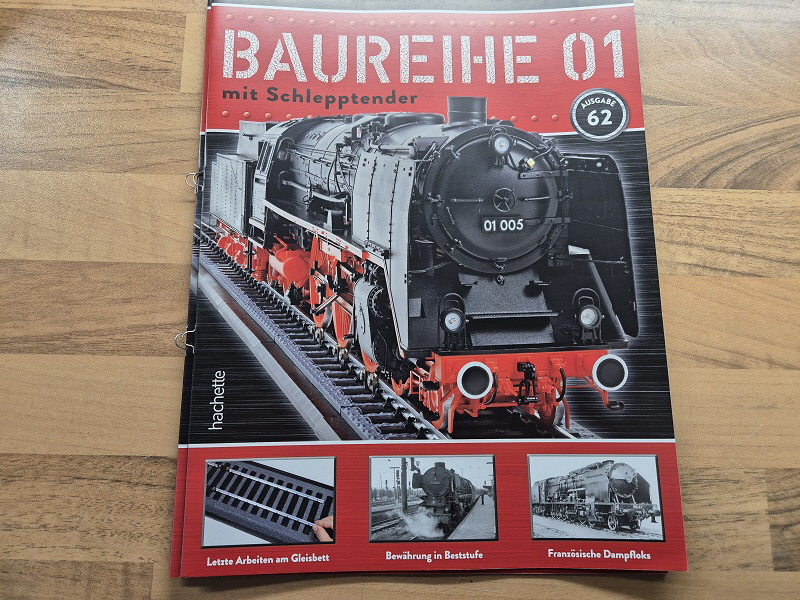 BAUREIHE 01
mit Schlepptender
AUSGABE
62
01 005
hachette
Letzte Arbeiten am Gleisbett
Bewährung in Beststufe
Französische Dampfloks